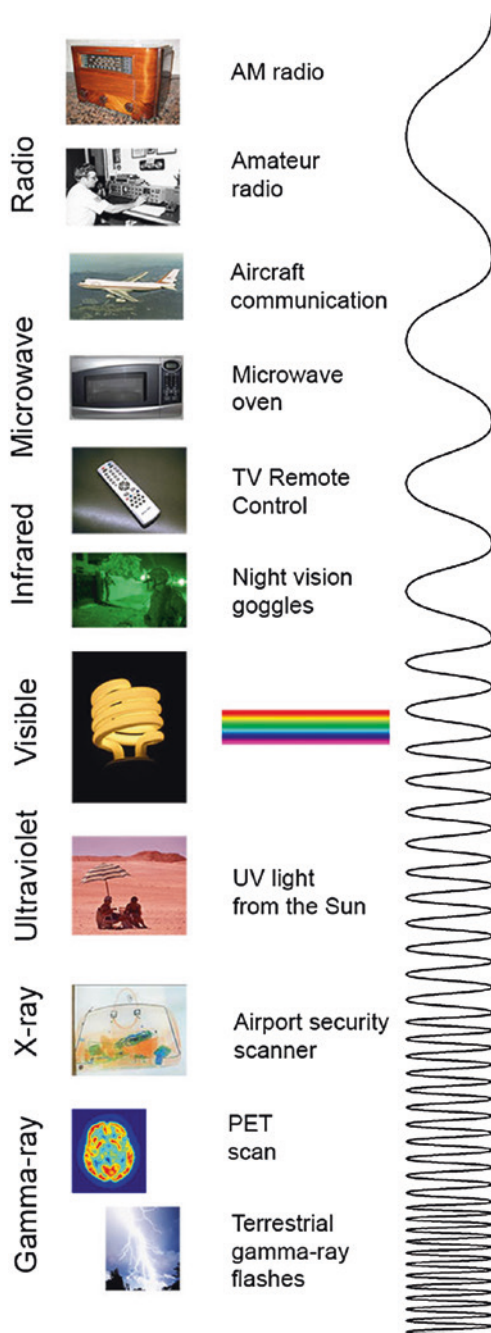 AM radio
Radio
Amateur
radio
Aircraft
communication
Microwave
Microwave
oven
TV Remote
Control
Infrared
Night vision
goggles
Visible
Ultraviolet
UV light
from the Sun
X-ray
Airport security
scanner
Gamma-ray
PET
scan
Terrestrial
gamma-ray
flashes